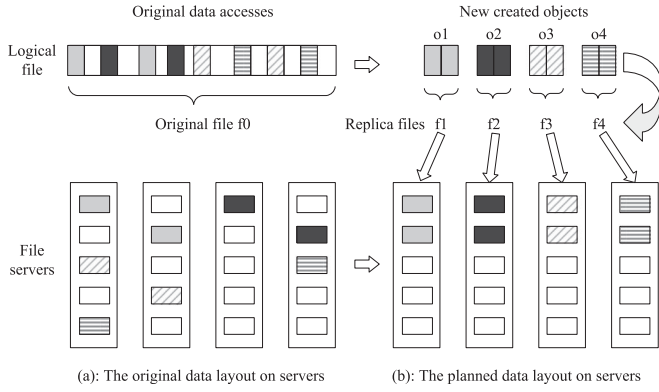 Original data accesses
New created objects
o1 o2 o3 o4
Logical
file
Original file f0
Replica files f1 f2 f3 f4
File
servers
(a): The original data layout on servers
(b): The planned data layout on servers